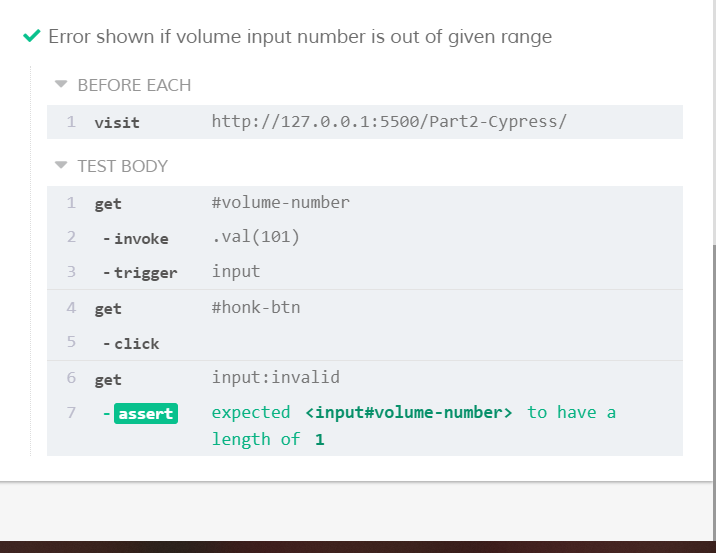 Error shown if volume input number is out of given range
BEFORE EACH
1 visit http://127.0.0.1:5500/Part2-Cypress/
TEST BODY
1 get #volume-number
2 -invoke .val(101)
3 -trigger input
4 get #honk-btn
5 -click
6 get input:invalid
7 -assert expected <input#volume-number> to have a
length of 1